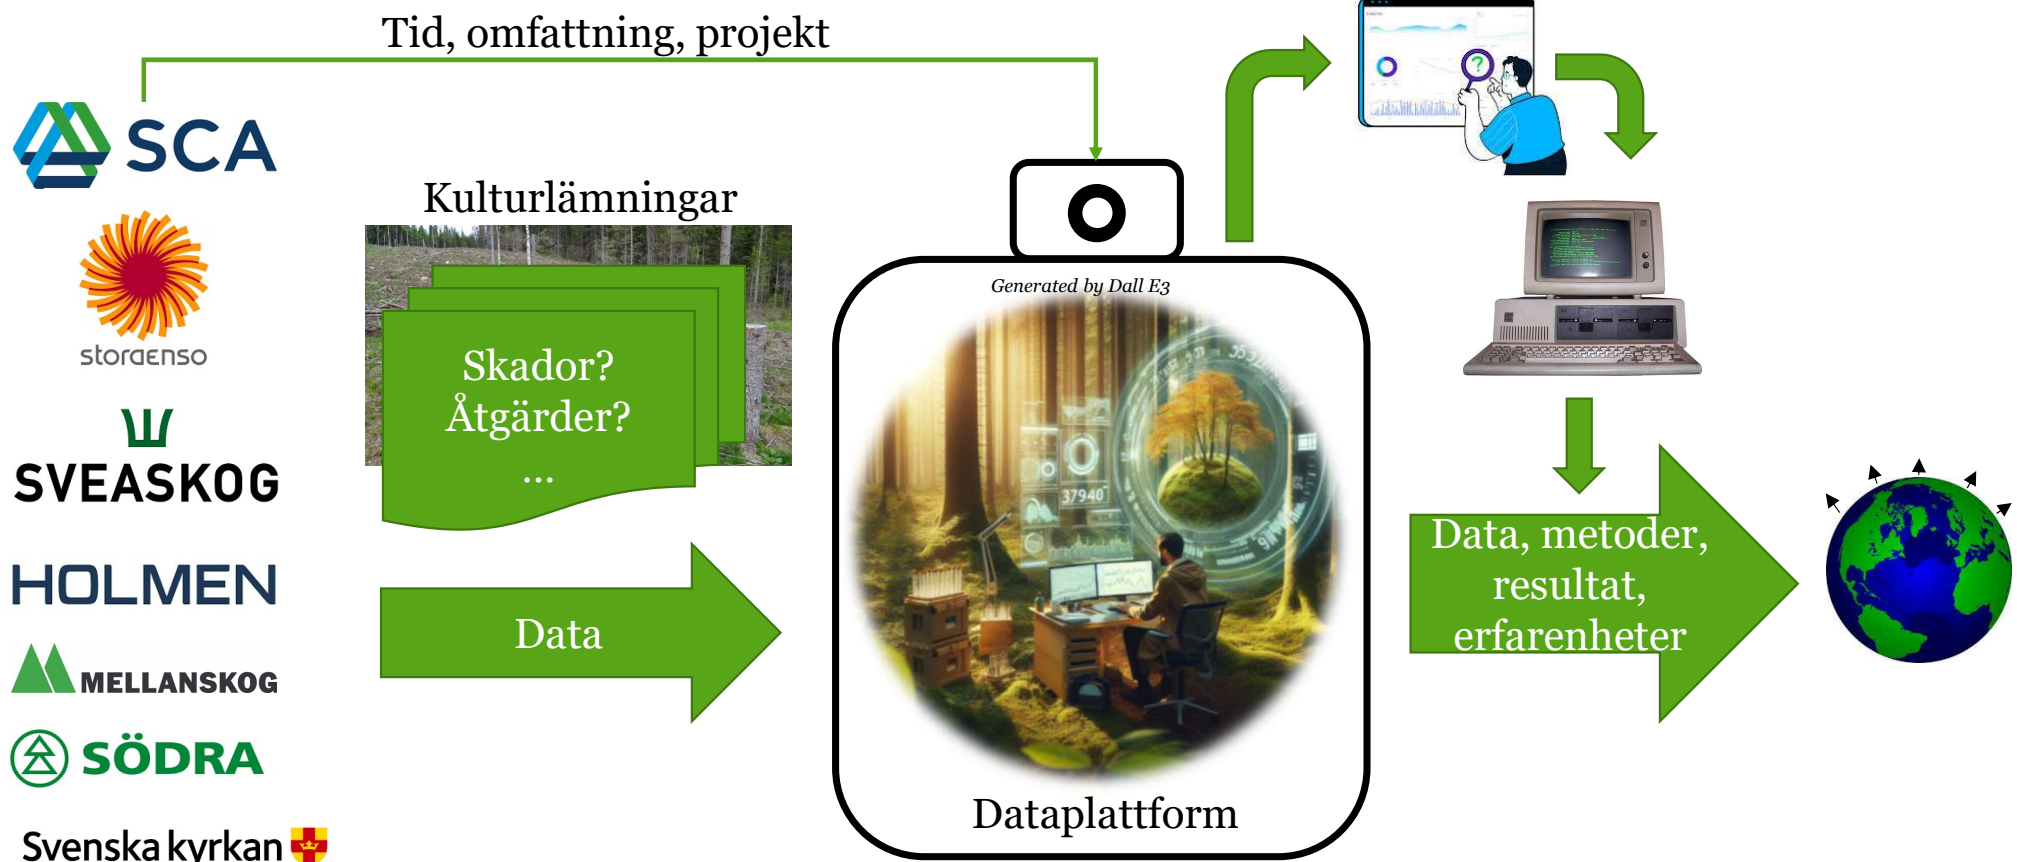 Tid, omfattning, projekt
SCA
storaenso
SVEASKOG
HOLMEN
MELLANSKOG
SÖDRA
Svenska kyrkan
Kulturlämningar
Skador?
Åtgärder?
...
Data
Generated by Dall E3
37940
Dataplattform
?
Data, metoder,
resultat,
erfarenheter